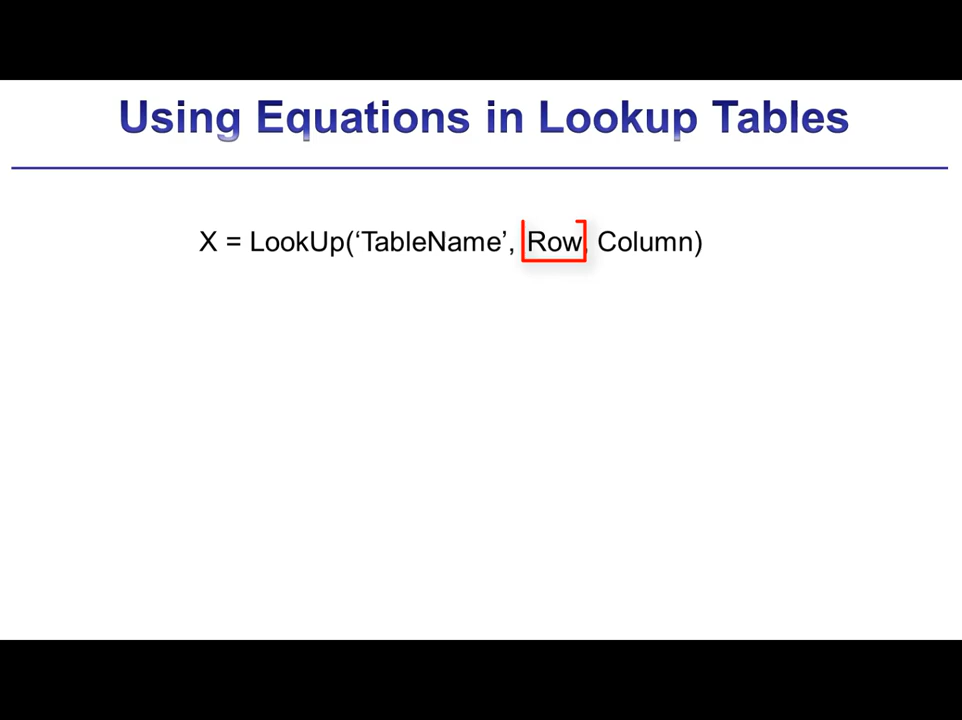 Using Equations in Lookup Tables
X = LookUp(‘TableName’, Row, Column)